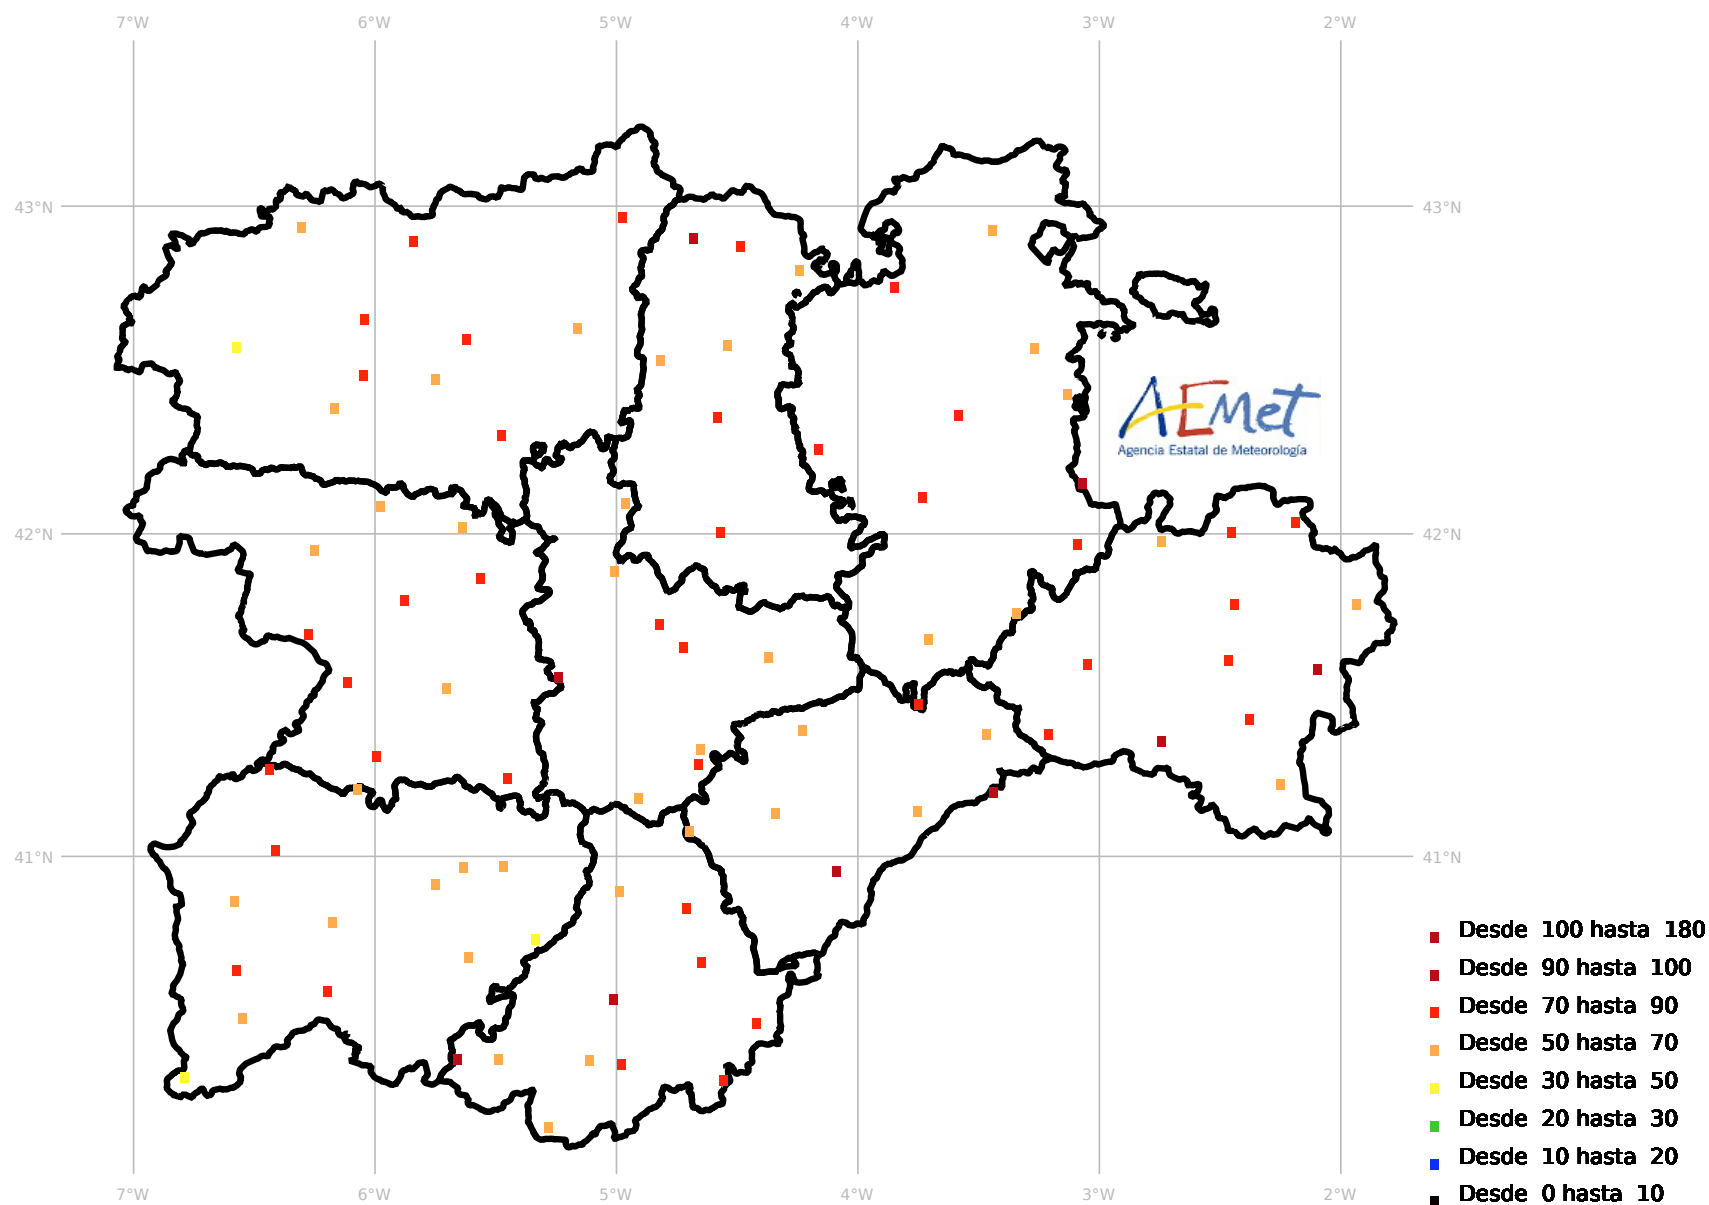 7°W 6°W 5°W 4°W 3°W 2°W
43°N 43°N
AEMet
Agencia Estatal de Meteorología
42°N 42°N
41°N 41°N
Desde 100 hasta 180
Desde 90 hasta 100
Desde 70 hasta 90
Desde 50 hasta 70
Desde 30 hasta 50
Desde 20 hasta 30
Desde 10 hasta 20
Desde 0 hasta 10
7°W 6°W 5°W 4°W 3°W 2°W